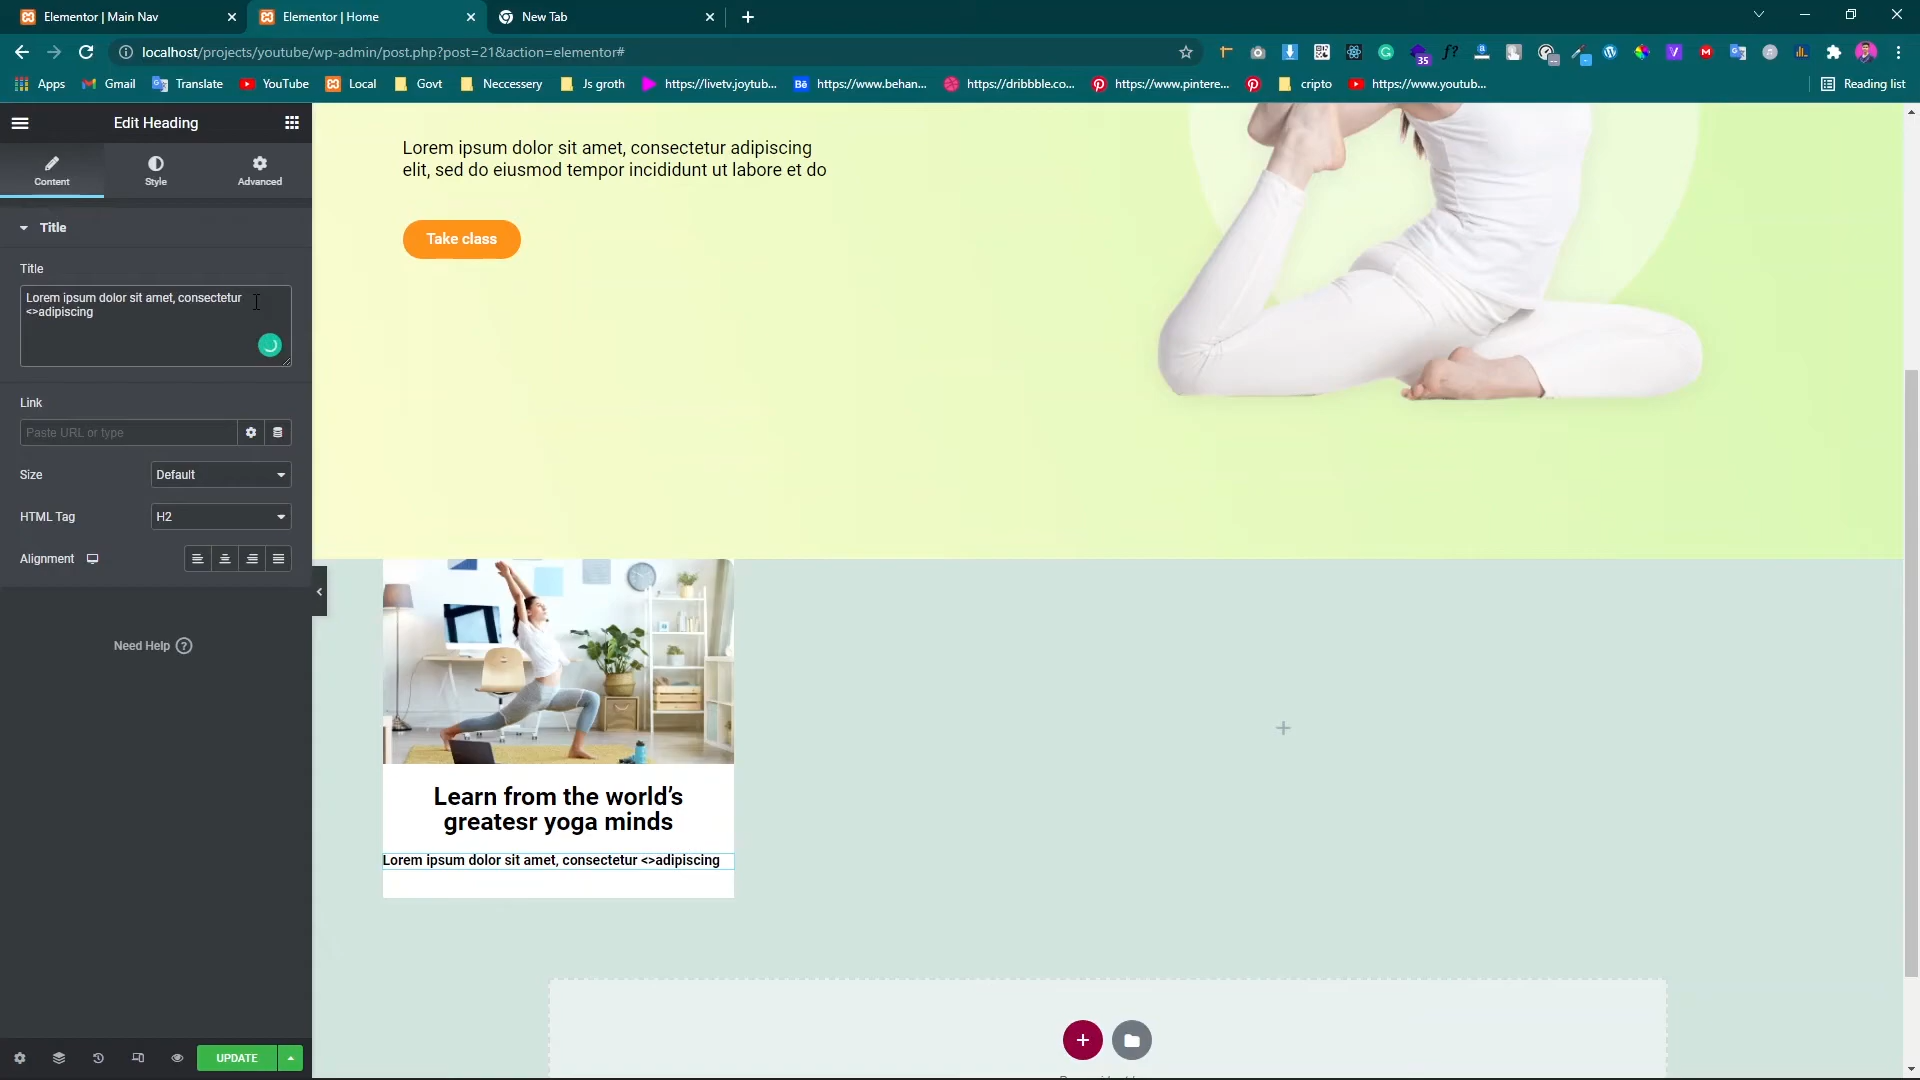 Elementor | Main Nav
Elementor | Home
New Tab
localhost/projects/youtube/wp-admin/post.php?post=21&action=elementor#
35
Apps
Gmail
Translate
YouTube
Local
Govt
Neccessery
Js groth
https://livetv.joytub...
https://www.behan...
https://dribbble.co...
https://www.pintere...
cripto
https://www.youtub...
Reading list
Edit Heading
Content
Style
Advanced
Title
Title
Lorem ipsum dolor sit amet, consectetur
<>adipiscing
Link
Paste URL or type
Size
Default
HTML Tag
H2
Alignment
Need Help ?
UPDATE
Lorem ipsum dolor sit amet, consectetur adipiscing
elit, sed do eiusmod tempor incididunt ut labore et do
Take class
Learn from the world’s
greatesr yoga minds
Lorem ipsum dolor sit amet, consectetur <>adipiscing